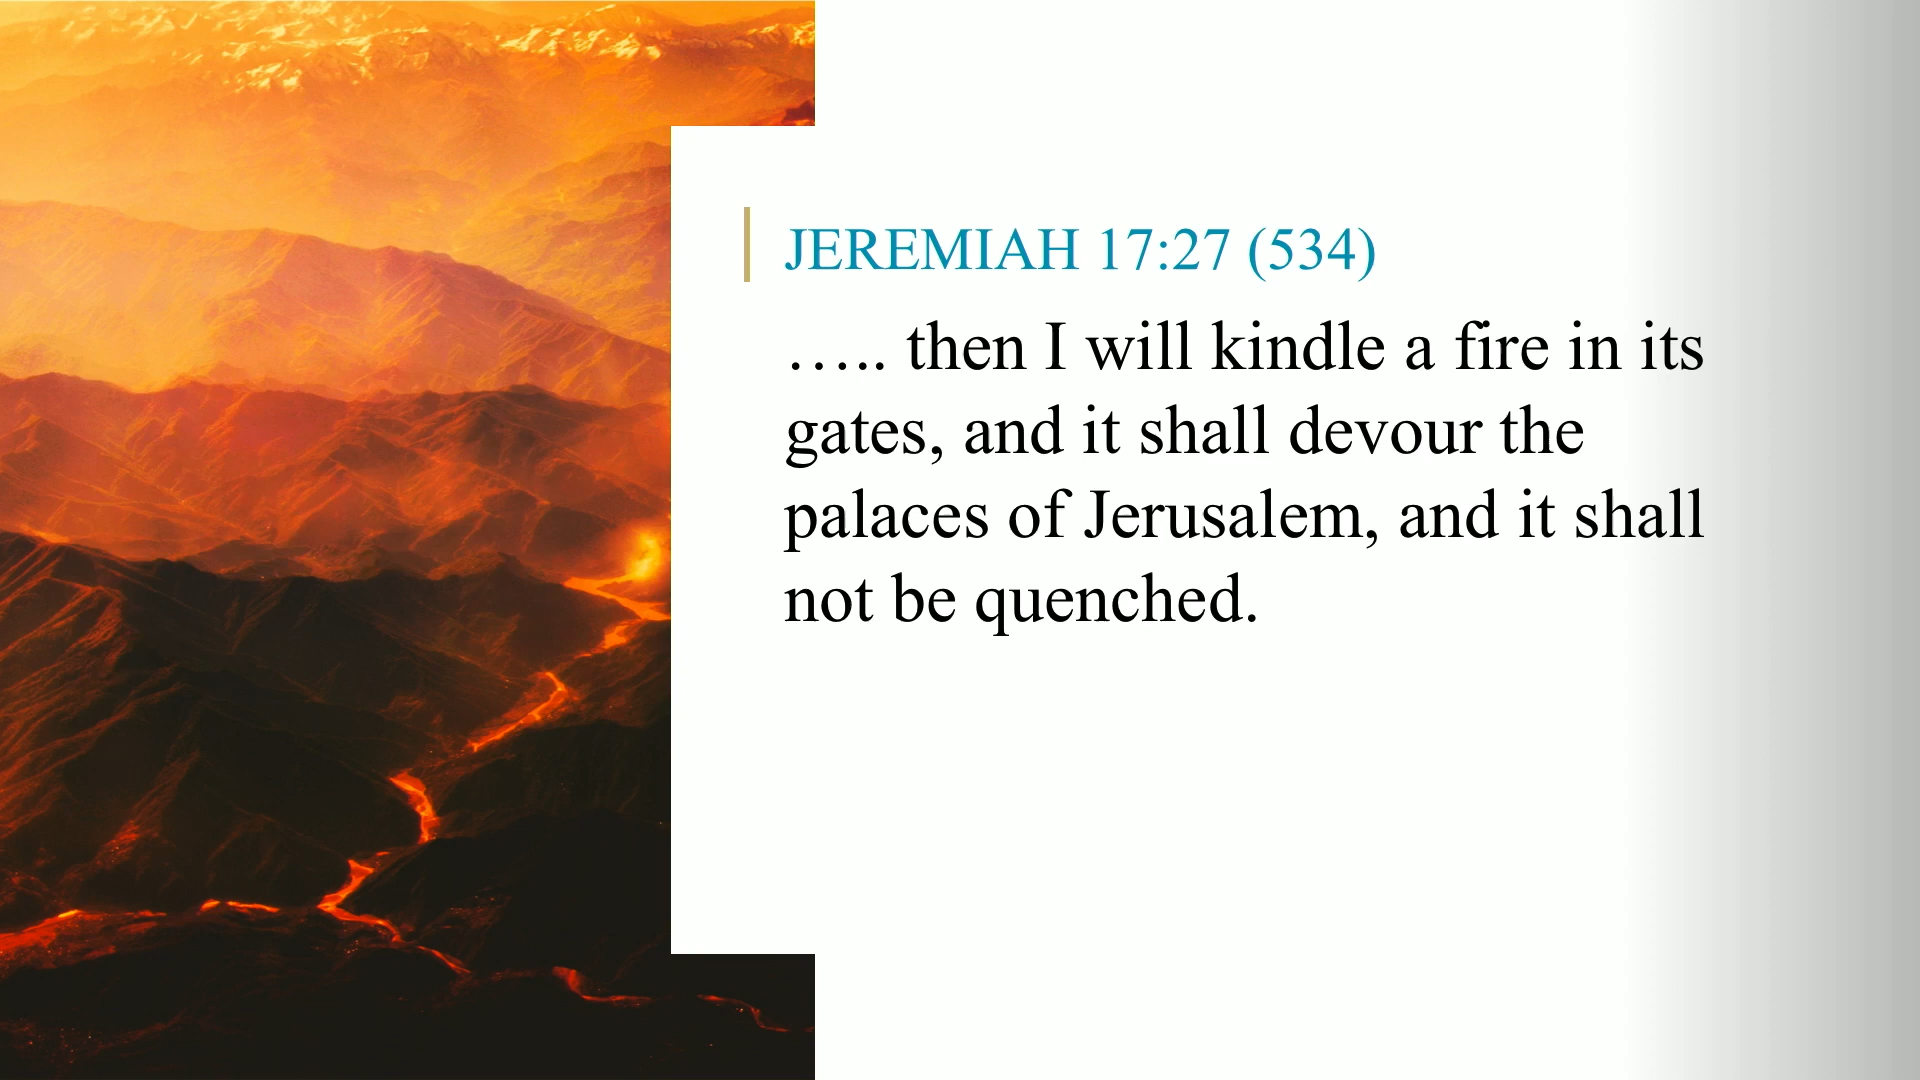 JEREMIAH 17:27 (534)
….. then I will kindle a fire in its
gates, and it shall devour the
palaces of Jerusalem, and it shall
not be quenched.